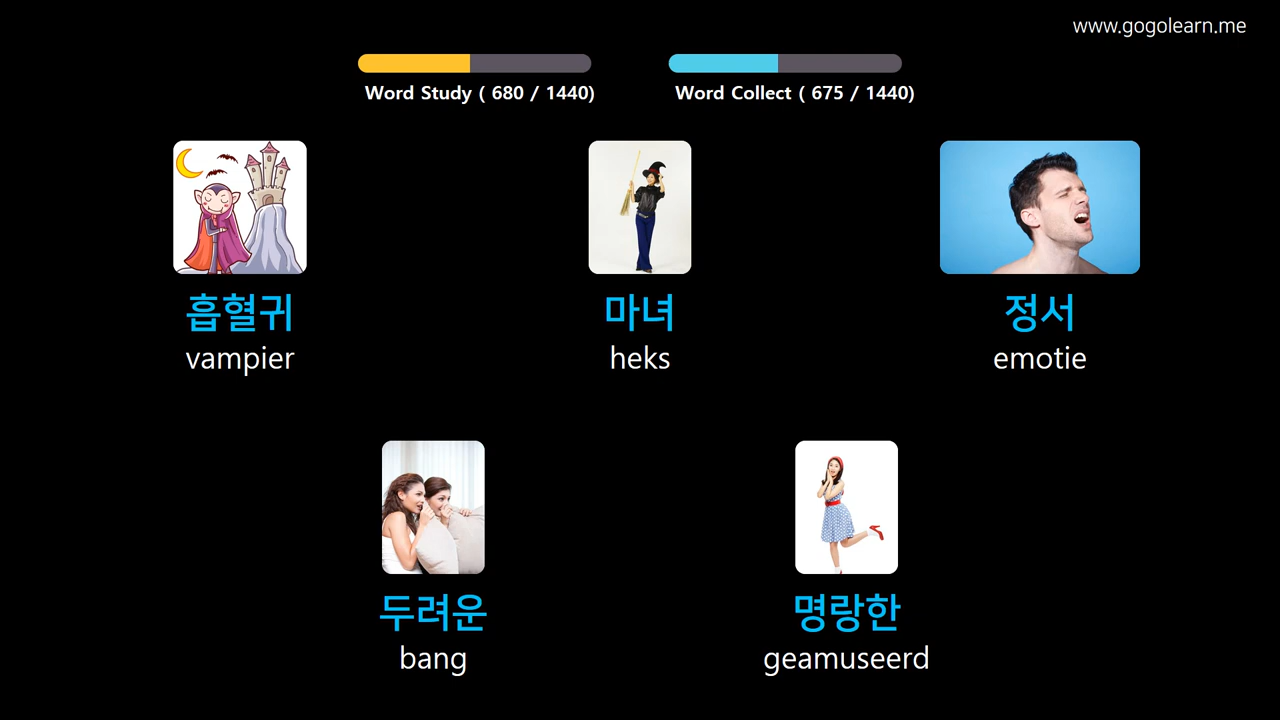 www.gogolearn.me
Word Study ( 680 / 1440)
Word Collect ( 675 / 1440)
흡혈귀
vampier
마녀
heks
정서
emotie
두려운
bang
명랑한
geamuseerd